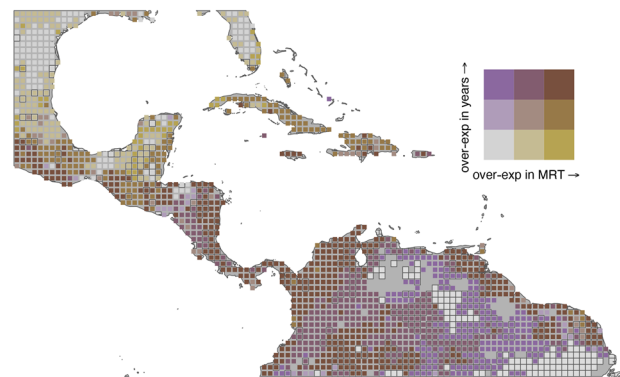 over-exp in years →
over-exp in MRT →